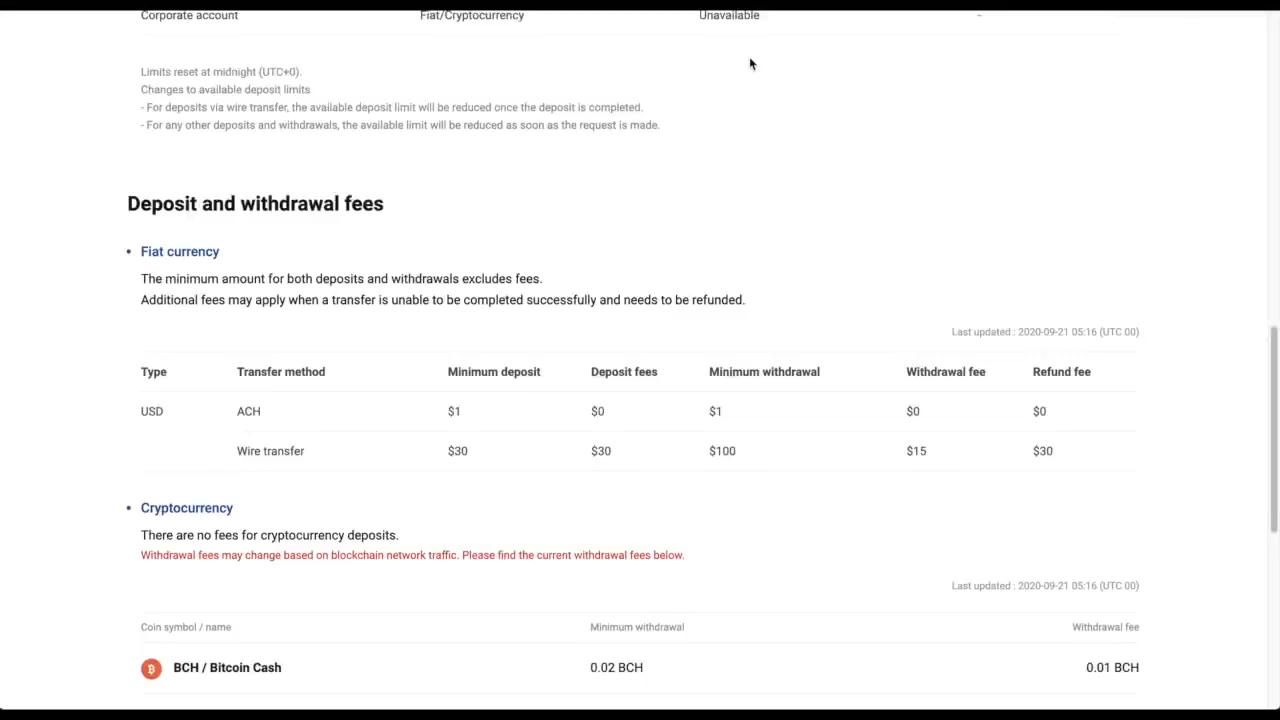 Corporate account Fiat/Cryptocurrency Unavailable -
Limits reset at midnight (UTC+0).
Changes to available deposit limits
- For deposits via wire transfer, the available deposit limit will be reduced once the deposit is completed.
- For any other deposits and withdrawals, the available limit will be reduced as soon as the request is made.
Deposit and withdrawal fees
• Fiat currency
The minimum amount for both deposits and withdrawals excludes fees.
Additional fees may apply when a transfer is unable to be completed successfully and needs to be refunded.
Last updated : 2020-09-21 05:16 (UTC 00)
Type Transfer method Minimum deposit Deposit fees Minimum withdrawal Withdrawal fee Refund fee
USD ACH $1 $0 $1 $0 $0
Wire transfer $30 $30 $100 $15 $30
• Cryptocurrency
There are no fees for cryptocurrency deposits.
Withdrawal fees may change based on blockchain network traffic. Please find the current withdrawal fees below.
Last updated : 2020-09-21 05:16 (UTC 00)
Coin symbol / name Minimum withdrawal Withdrawal fee
BCH / Bitcoin Cash 0.02 BCH 0.01 BCH